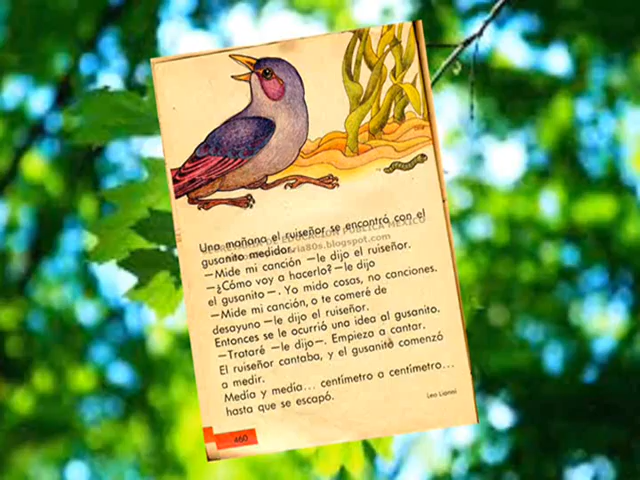 Una mañana el ruiseñor se encontró con el
gusanito medidor.
—Mide mi canción —le dijo el ruiseñor.
—¿Cómo voy a hacerlo? —le dijo
el gusanito—. Yo mido cosas, no canciones.
—Mide mi canción, o te comeré de
desayuno —le dijo el ruiseñor.
Entonces se le ocurrió una idea al gusanito.
—Trataré —le dijo—. Empieza a cantar.
El ruiseñor cantaba, y el gusanito comenzó
a medir.
Medía y medía... centímetro a centímetro...
hasta que se escapó.
Leo Lionni
460